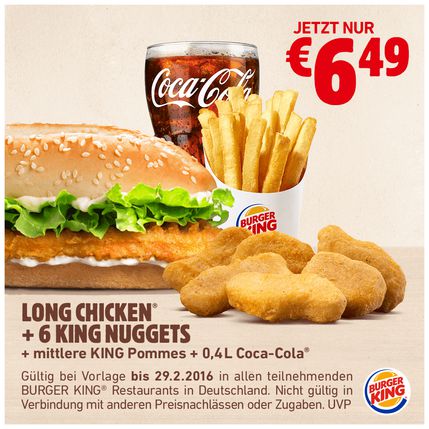 JETZT NUR
€6 49
Coca-Cola
BURGER
KING
LONG CHICKEN®
+ 6 KING NUGGETS
+ mittlere KING Pommes + 0,4L Coca-Cola®
Gültig bei Vorlage bis 29.2.2016 in allen teilnehmenden
BURGER KING® Restaurants in Deutschland. Nicht gültig in
Verbindung mit anderen Preisnachlässen oder Zugaben. UVP
BURGER
KING